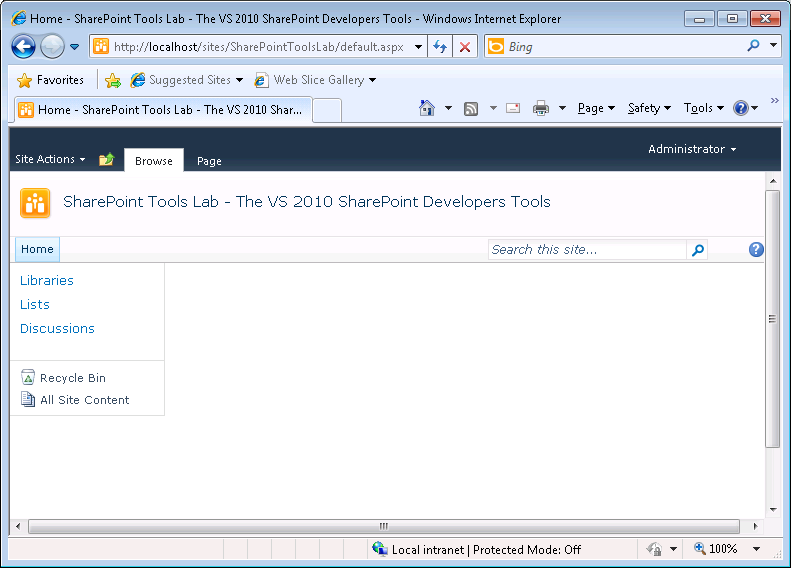 Home - SharePoint Tools Lab - The VS 2010 SharePoint Developers Tools - Windows Internet Explorer
http://localhost/sites/SharePointToolsLab/default.aspx
Bing
Favorites
Suggested Sites
Web Slice Gallery
Home - SharePoint Tools Lab - The VS 2010 Shar...
Page
Safety
Tools
»
Site Actions
Browse
Page
Administrator
SharePoint Tools Lab - The VS 2010 SharePoint Developers Tools
Home
Search this site...
Libraries
Lists
Discussions
Recycle Bin
All Site Content
Local intranet | Protected Mode: Off
100%